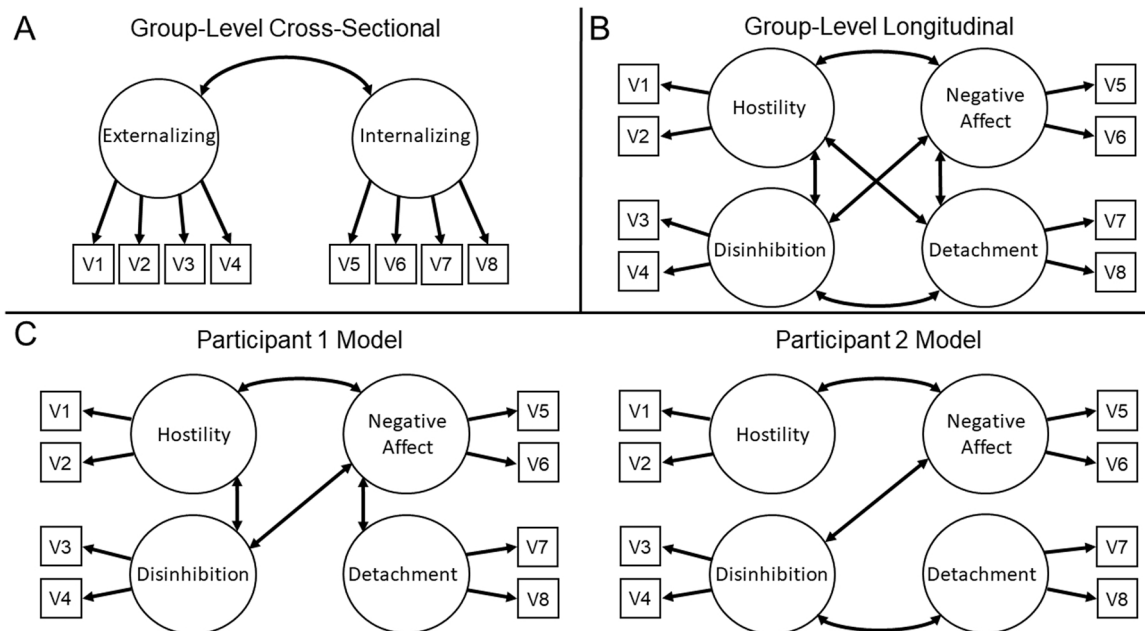 A
Group-Level Cross-Sectional
Externalizing
Internalizing
V1 V2 V3 V4
V5 V6 V7 V8
B
Group-Level Longitudinal
V1
V2
Hostility
Negative
Affect
V5
V6
V3
V4
Disinhibition
Detachment
V7
V8
C
Participant 1 Model
V1
V2
Hostility
Negative
Affect
V5
V6
V3
V4
Disinhibition
Detachment
V7
V8
Participant 2 Model
V1
V2
Hostility
Negative
Affect
V5
V6
V3
V4
Disinhibition
Detachment
V7
V8